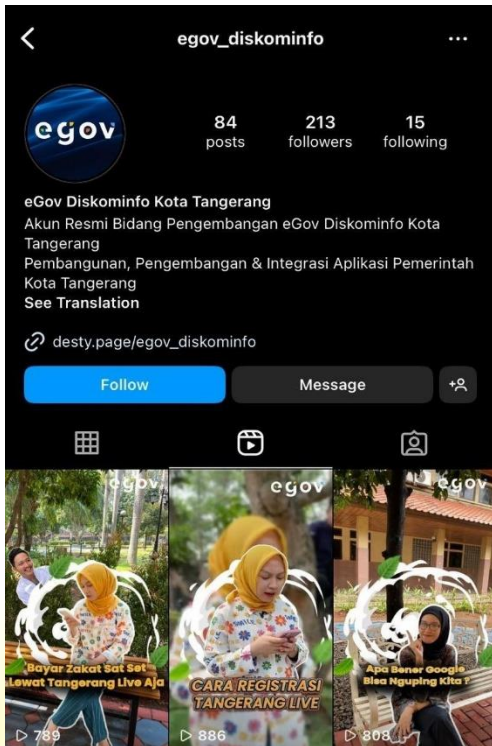 egov_diskominfo
egov
84
posts
213
followers
15
following
eGov Diskominfo Kota Tangerang
Akun Resmi Bidang Pengembangan eGov Diskominfo Kota
Tangerang
Pembangunan, Pengembangan & Integrasi Aplikasi Pemerintah
Kota Tangerang
See Translation
desty.page/egov_diskominfo
Follow
Message
egov
Bayar Zakat Sat Set
Lewat Tangerang Live Aja
789
egov
CARA REGISTRASI
TANGERANG LIVE
886
egov
Apa Bener Google
Bisa Nguping Kita ?
808